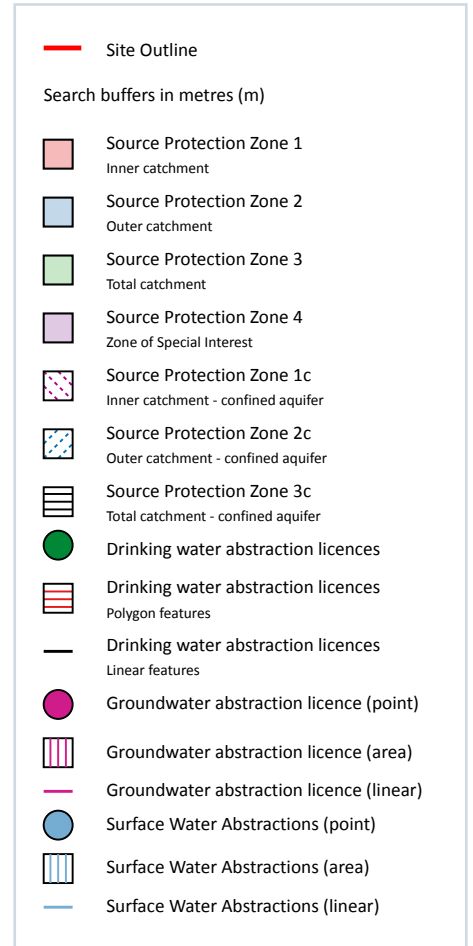 Site Outline
Search buffers in metres (m)
Source Protection Zone 1
Inner catchment
Source Protection Zone 2
Outer catchment
Source Protection Zone 3
Total catchment
Source Protection Zone 4
Zone of Special Interest
Source Protection Zone 1c
Inner catchment - confined aquifer
Source Protection Zone 2c
Outer catchment - confined aquifer
Source Protection Zone 3c
Total catchment - confined aquifer
Drinking water abstraction licences
Drinking water abstraction licences
Polygon features
Drinking water abstraction licences
Linear features
Groundwater abstraction licence (point)
Groundwater abstraction licence (area)
Groundwater abstraction licence (linear)
Surface Water Abstractions (point)
Surface Water Abstractions (area)
Surface Water Abstractions (linear)